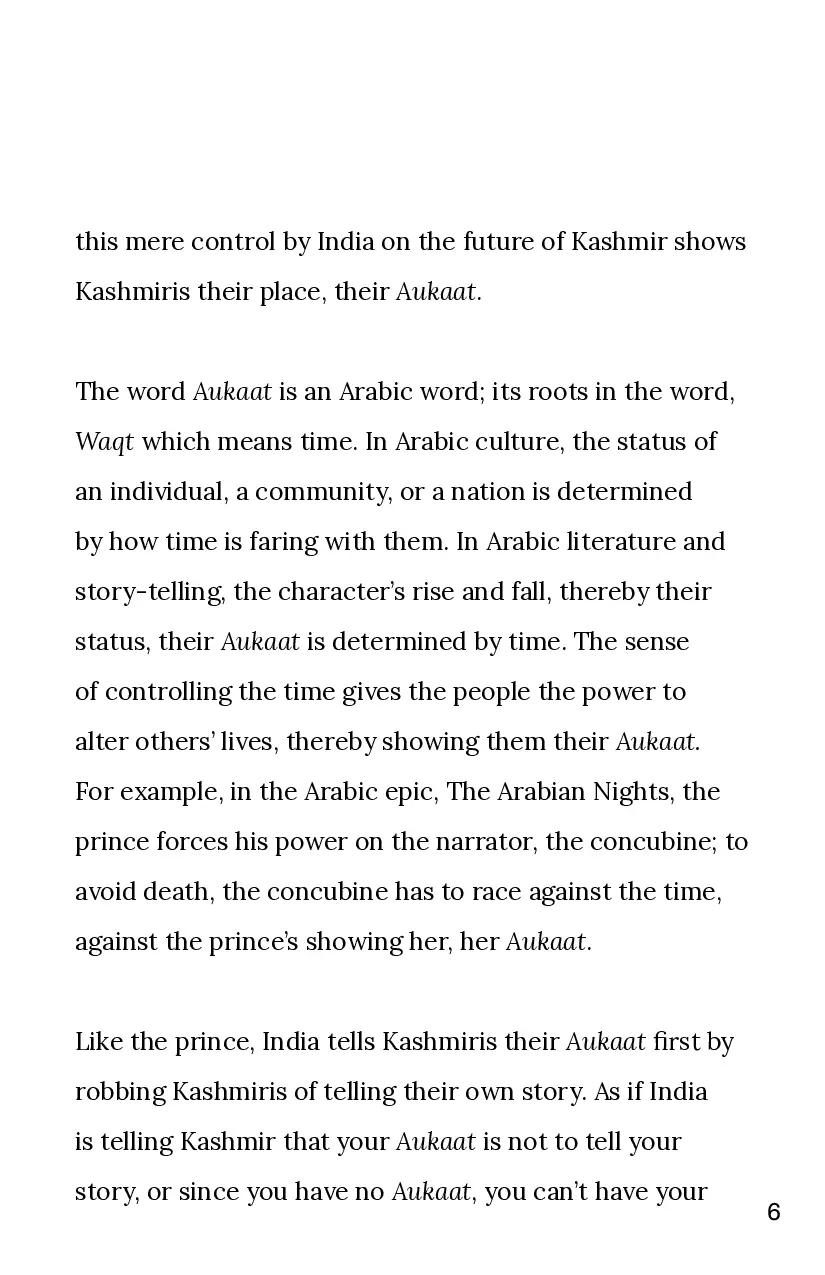 this mere control by India on the future of Kashmir shows
Kashmiris their place, their Aukaat.
The word Aukaat is an Arabic word; its roots in the word,
Waqt which means time. In Arabic culture, the status of
an individual, a community, or a nation is determined
by how time is faring with them. In Arabic literature and
story-telling, the character’s rise and fall, thereby their
status, their Aukaat is determined by time. The sense
of controlling the time gives the people the power to
alter others’ lives, thereby showing them their Aukaat.
For example, in the Arabic epic, The Arabian Nights, the
prince forces his power on the narrator, the concubine; to
avoid death, the concubine has to race against the time,
against the prince’s showing her, her Aukaat.
Like the prince, India tells Kashmiris their Aukaat first by
robbing Kashmiris of telling their own story. As if India
is telling Kashmir that your Aukaat is not to tell your
story, or since you have no Aukaat, you can’t have your
6